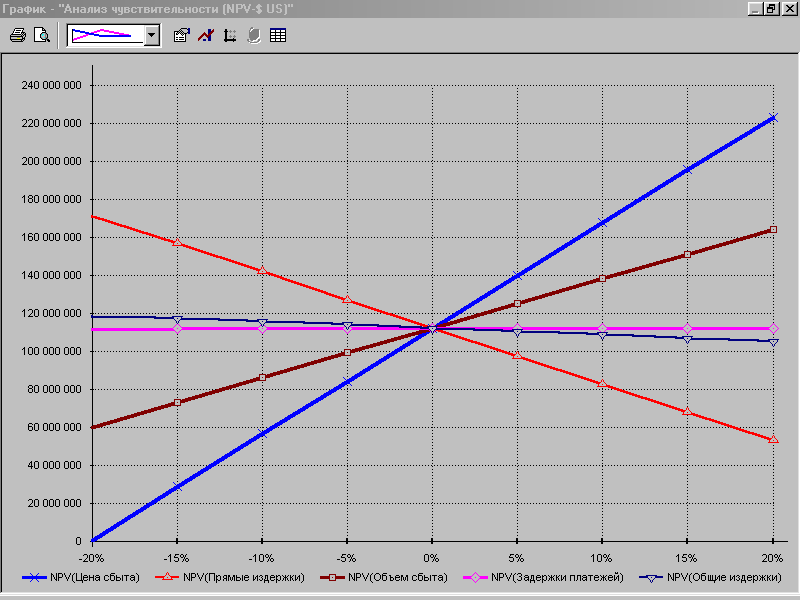 График - "Анализ чувствительности (NPV-$ US)"
240 000 000
220 000 000
200 000 000
180 000 000
160 000 000
140 000 000
120 000 000
100 000 000
80 000 000
60 000 000
40 000 000
20 000 000
0
-20% -15% -10% -5% 0% 5% 10% 15% 20%
NPV(Цена сбыта) NPV(Прямые издержки) NPV(Объем сбыта) NPV(Задержки платежей) NPV(Общие издержки)